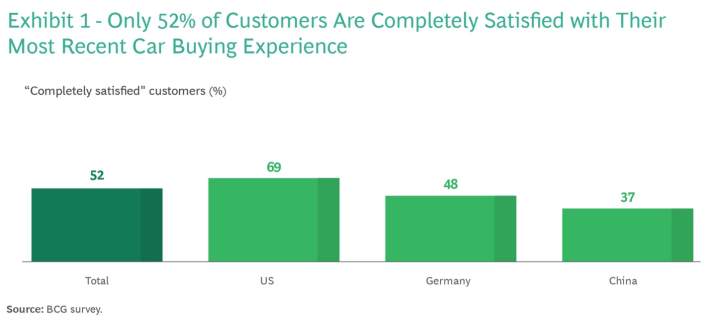 Exhibit 1 - Only 52% of Customers Are Completely Satisfied with Their
Most Recent Car Buying Experience
“Completely satisfied" customers (%)
52
69
48
37
Total
US
Germany
China
Source: BCG survey.